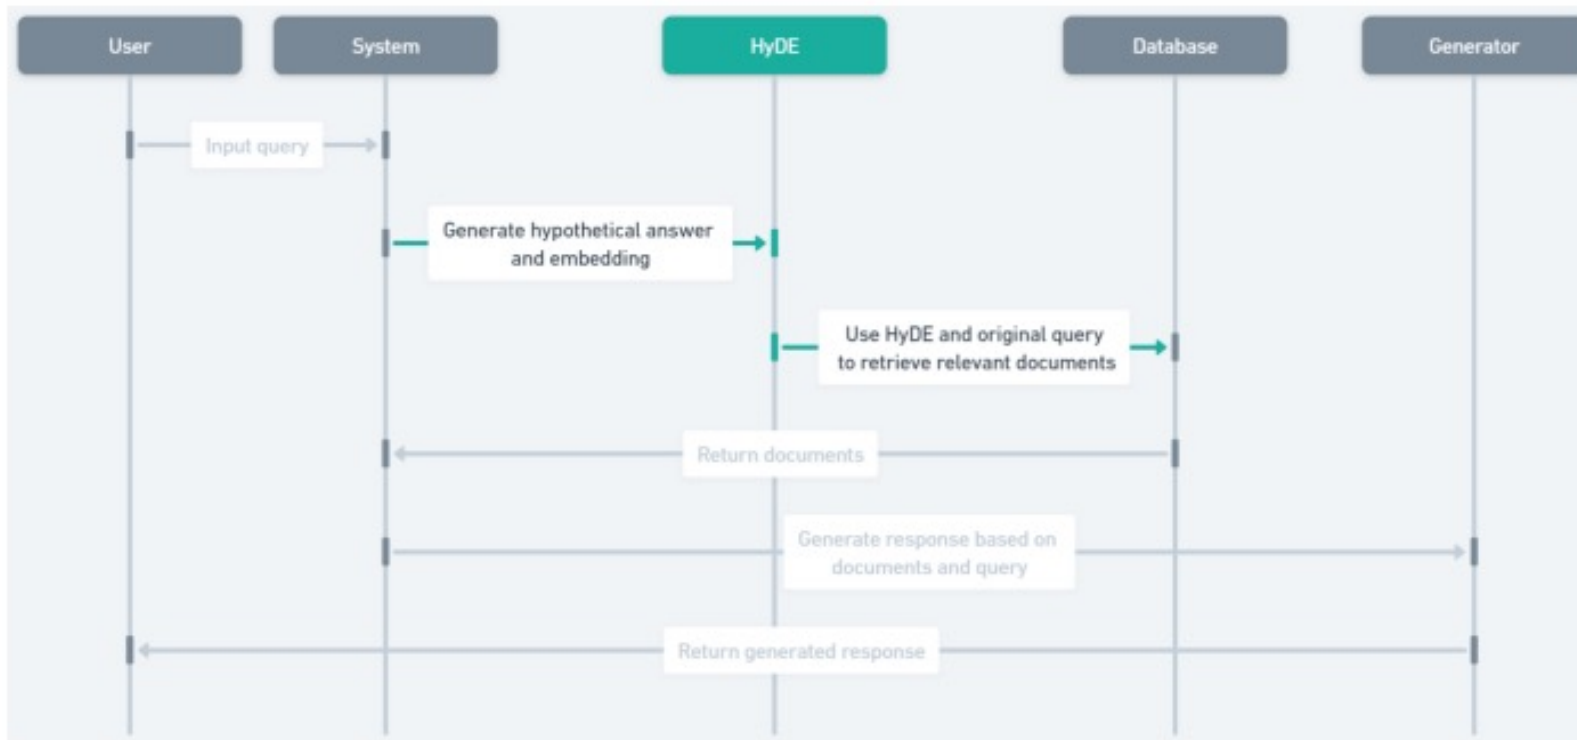 User
System
HyDE
Database
Generator
Input query
Generate hypothetical answer
and embedding
Use HyDE and original query
to retrieve relevant documents
Return documents
Generate response based on
documents and query
Return generated response